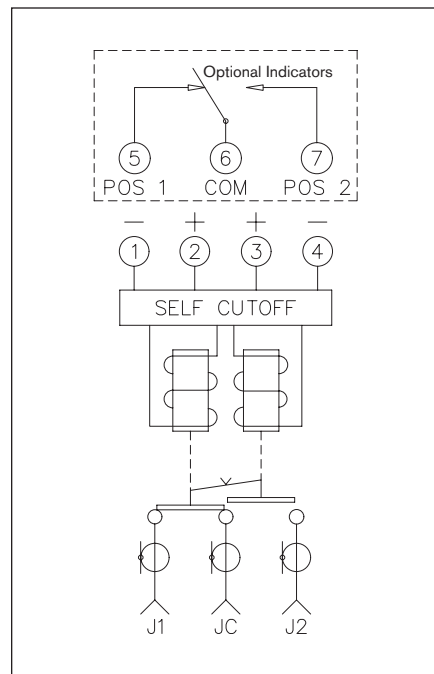 Optional Indicators
5 6 7
POS 1 COM POS 2
− + + −
1 2 3 4
SELF CUTOFF
J1 JC J2